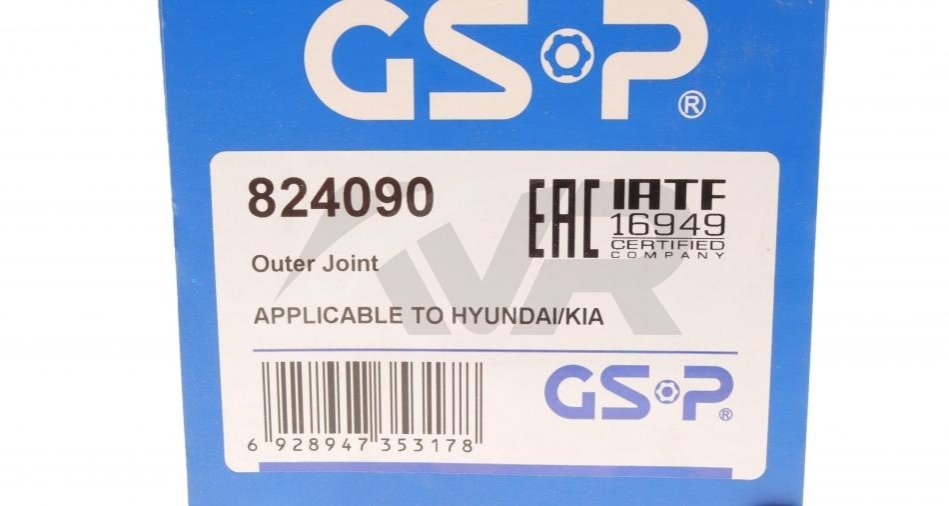 GSP®
824090
EAC
IATF
16949
CERTIFIED
COMPANY
Outer Joint
APPLICABLE TO HYUNDAI/KIA
GSP®
6 928947 353178